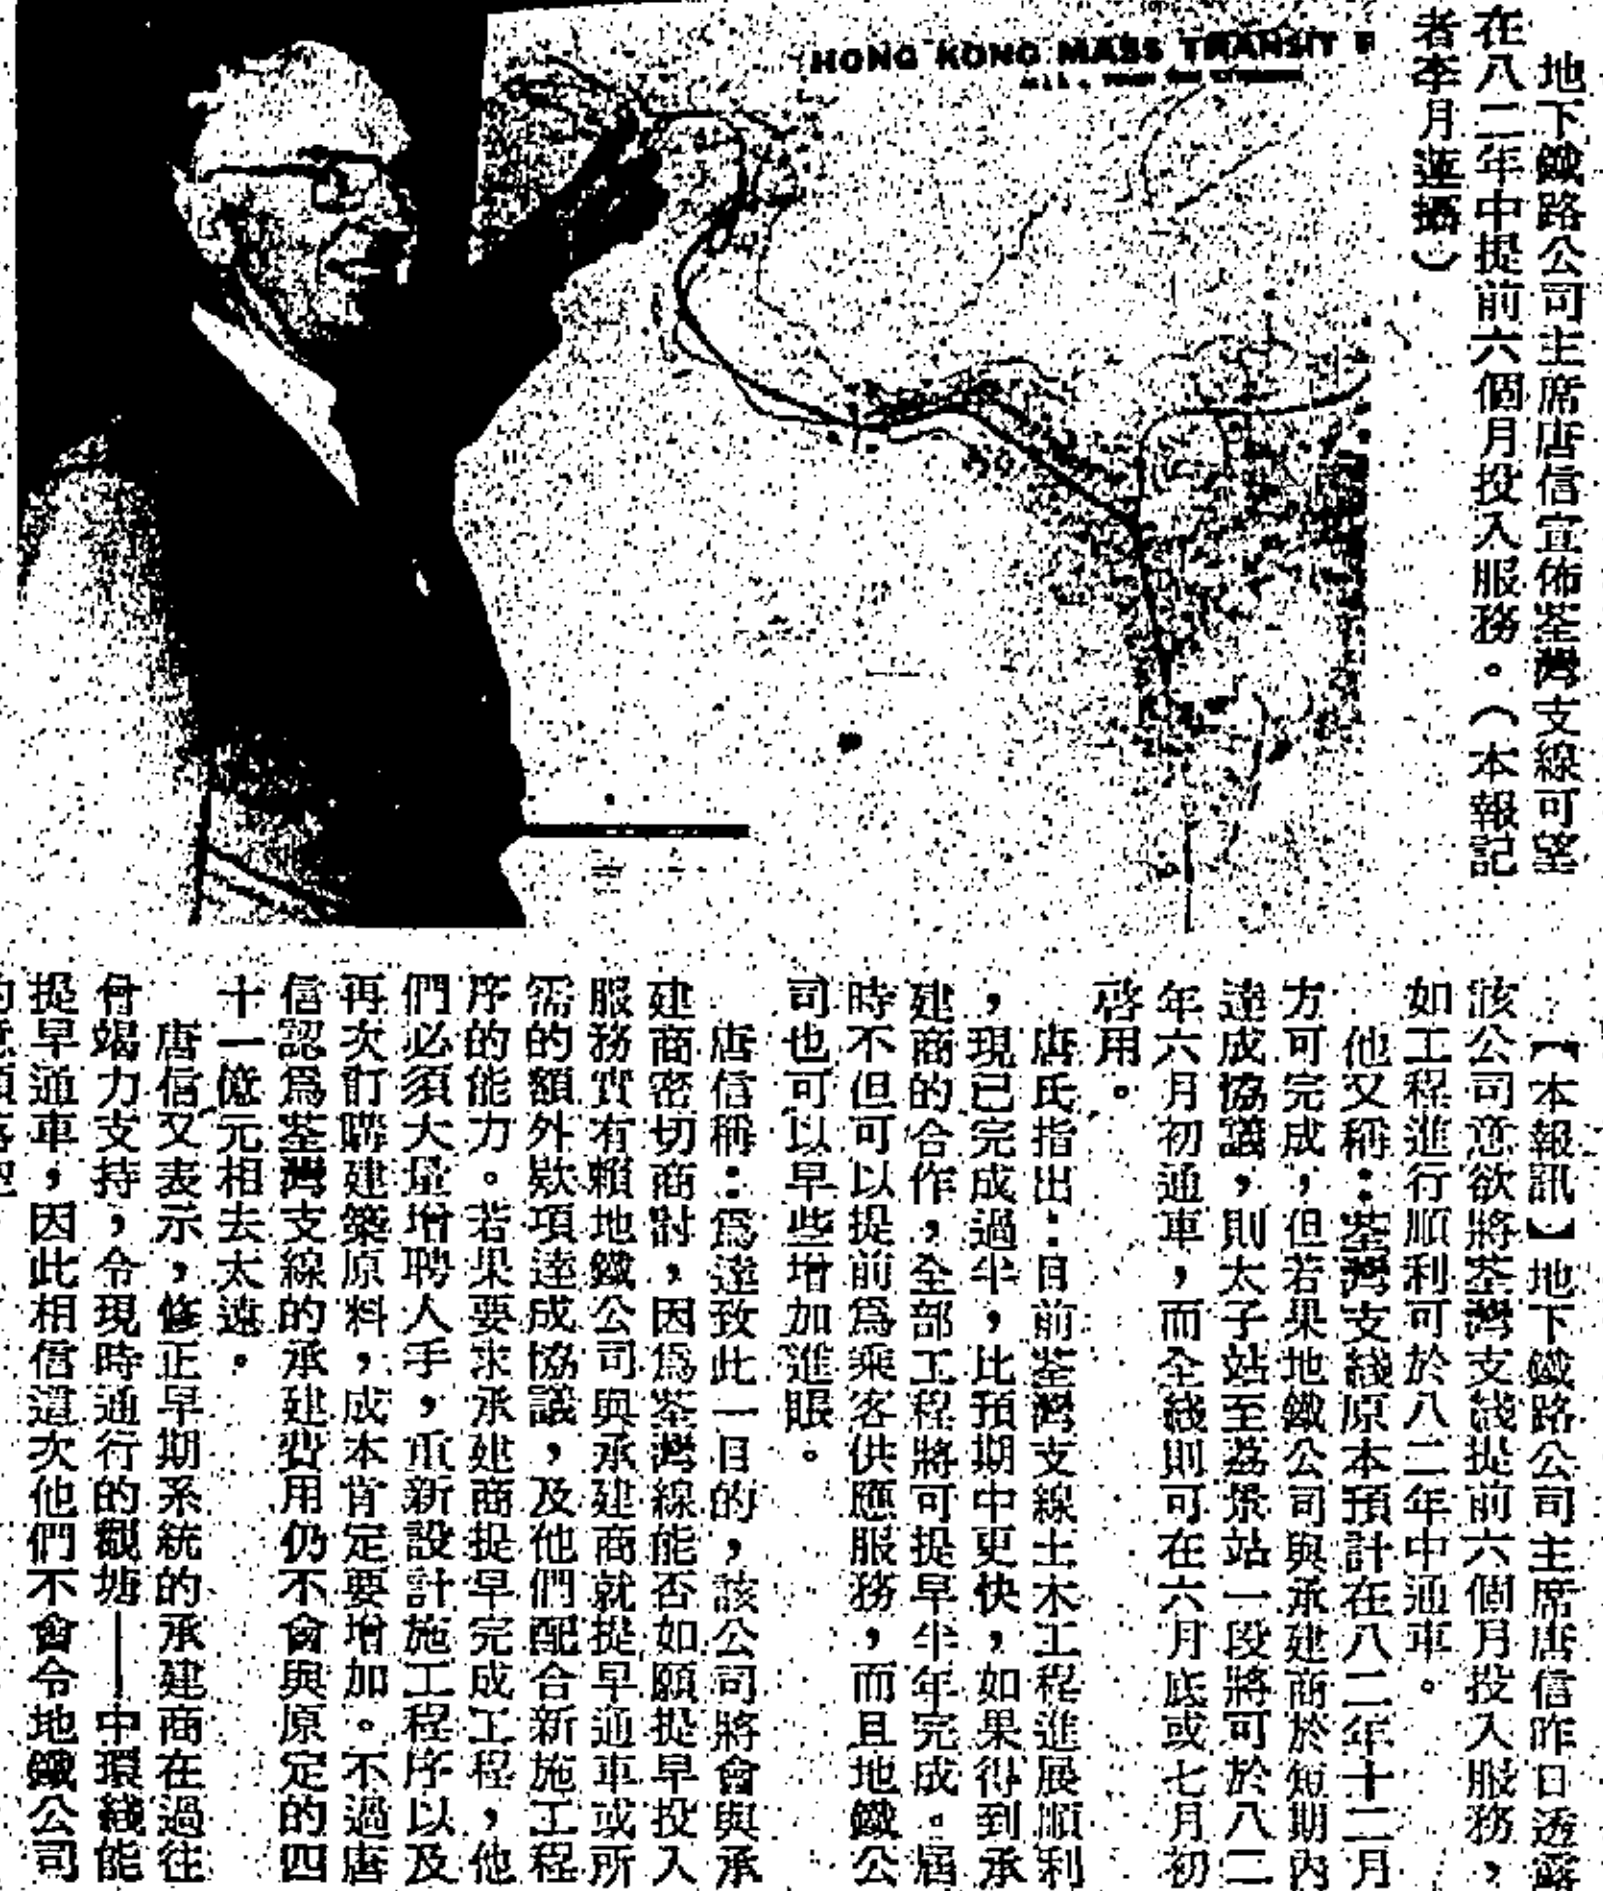 HONG KONG MASS TRANSIT
地下鐵路公司主席唐信宣佈荃灣支線可望
在八二年中提前六個月投入服務。（本報記
者李月蓮攝）
【本報訊】地下鐵路公司主席唐信昨日透露
該公司意欲將荃灣支綫提前六個月投入服務，
如工程進行順利可於八二年中通車。
他又稱：荃灣支綫原本預計在八二年十二月
方可完成，但若果地鐵公司與承建商於短期內
達成協議，則太子站至荔景站一段將可於八二
年六月初通車，而全綫則可在六月底或七月初
啓用。
唐氏指出：目前荃灣支線土木工程進展順利
，現已完成過半，比預期中更快，如果得到承
建商的合作，全部工程將可提早半年完成。屆
時不但可以提前爲乘客供應服務，而且地鐵公
司也可以早些增加進賬。
唐信稱：爲達致此一目的，該公司將會與承
建商密切商討，因爲荃灣線能否如願提早投入
服務實有賴地鐵公司與承建商就提早通車或所
需的額外欵項達成協議，及他們配合新施工程
序的能力。若果要求承建商提早完成工程，他
們必須大量增聘人手，重新設計施工程序以及
再次訂購建築原料，成本肯定要增加。不過唐
信認爲荃灣支線的承建費用仍不會與原定的四
十一億元相去太遠。
唐信又表示，修正早期系統的承建商在過往
曾竭力支持，令現時通行的觀塘——中環綫能
提早通車，因此相信這次他們不會令地鐵公司